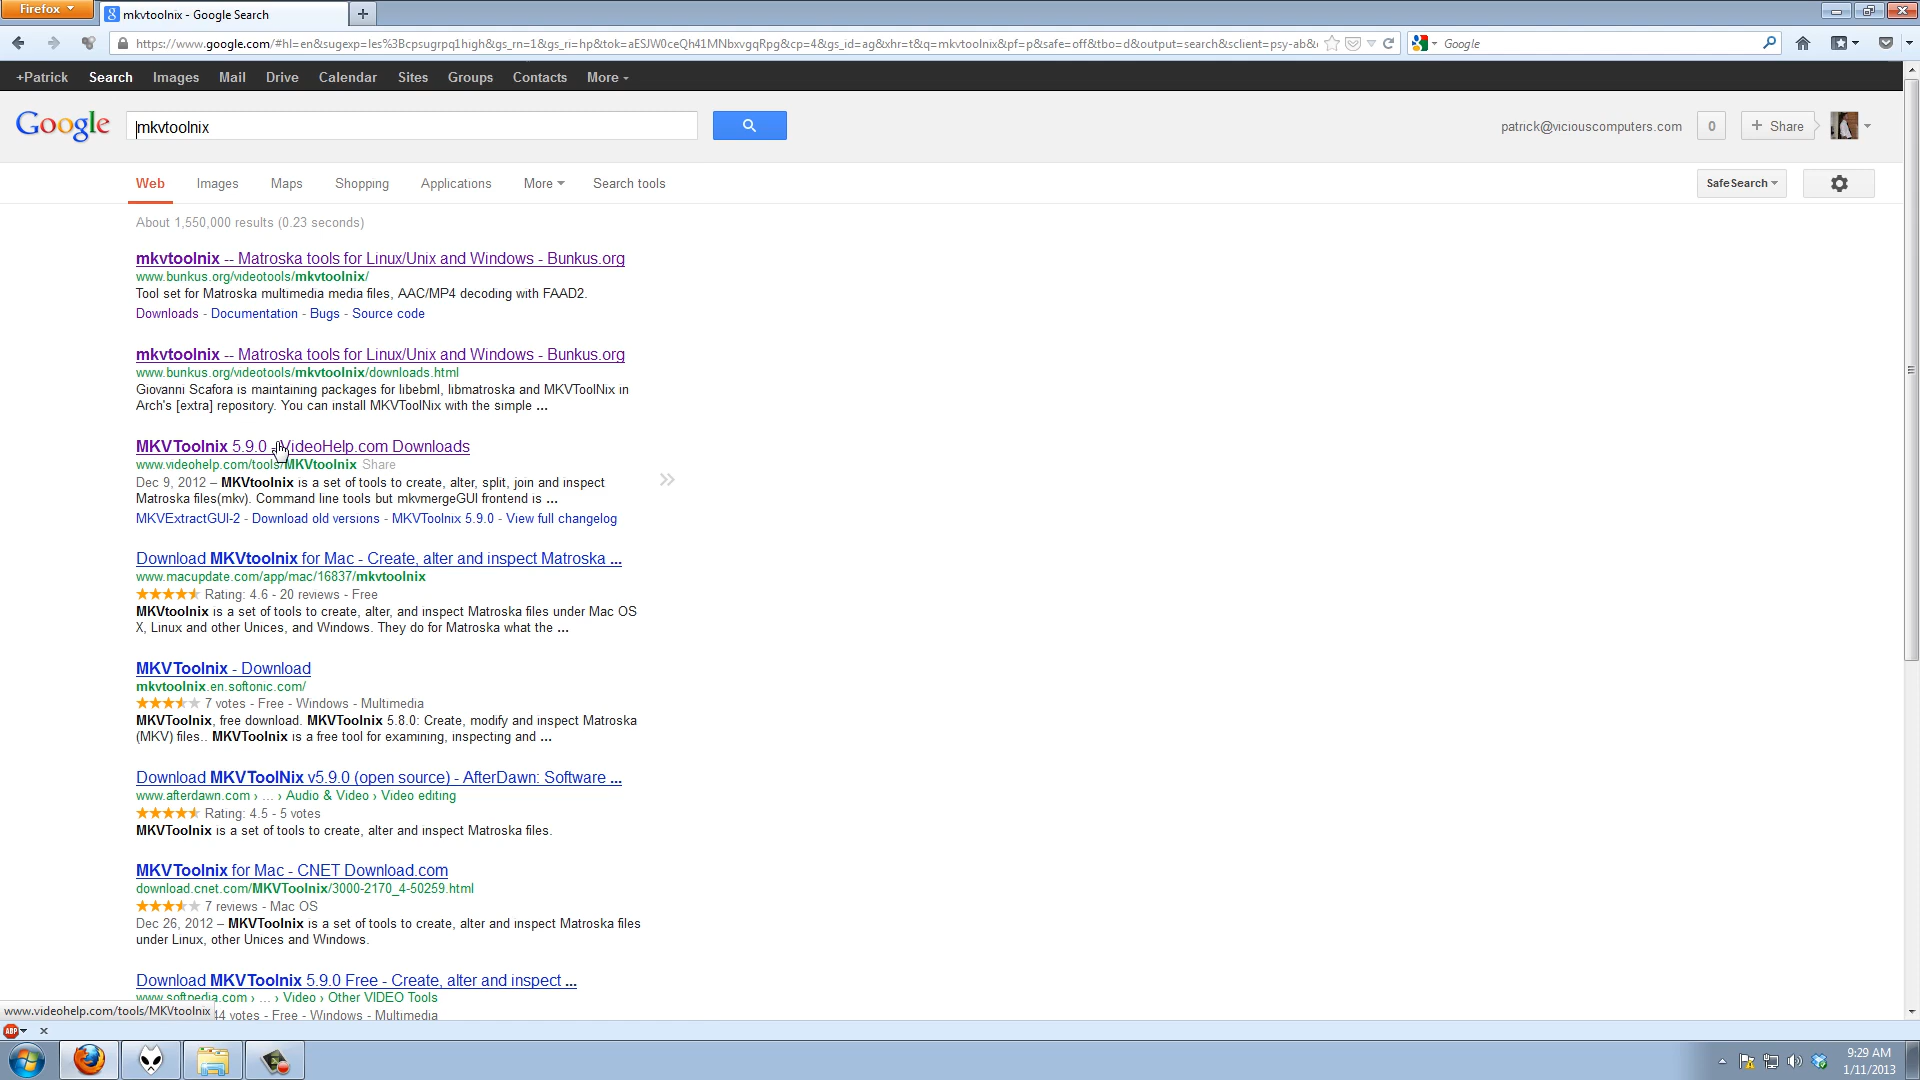 Firefox
mkvtoolnix - Google Search
https://www.google.com/#hl=en&sugexp=les%3Bcpsugrpq1high&gs_rn=1&gs_ri=hp&tok=aESJW0ceQh41MNbxvgqRpg&cp=4&gs_id=ag&xhr=t&q=mkvtoolnix&pf=p&safe=off&tbo=d&output=search&sclient=psy-ab&
Google
+Patrick Search Images Mail Drive Calendar Sites Groups Contacts More
Google
mkvtoolnix
patrick@viciouscomputers.com
0
+ Share
Web Images Maps Shopping Applications More Search tools
SafeSearch
About 1,550,000 results (0.23 seconds)
mkvtoolnix -- Matroska tools for Linux/Unix and Windows - Bunkus.org
www.bunkus.org/videotools/mkvtoolnix/
Tool set for Matroska multimedia media files, AAC/MP4 decoding with FAAD2.
Downloads - Documentation - Bugs - Source code
mkvtoolnix -- Matroska tools for Linux/Unix and Windows - Bunkus.org
www.bunkus.org/videotools/mkvtoolnix/downloads.html
Giovanni Scafora is maintaining packages for libebml, libmatroska and MKVToolNix in
Arch's [extra] repository. You can install MKVToolNix with the simple ...
MKVToolnix 5.9.0 - VideoHelp.com Downloads
www.videohelp.com/tools/MKVtoolnix Share
Dec 9, 2012 – MKVtoolnix is a set of tools to create, alter, split, join and inspect
Matroska files(mkv). Command line tools but mkvmergeGUI frontend is ...
MKVExtractGUI-2 - Download old versions - MKVToolnix 5.9.0 - View full changelog
Download MKVtoolnix for Mac - Create, alter and inspect Matroska ...
www.macupdate.com/app/mac/16837/mkvtoolnix
Rating: 4.6 - 20 reviews - Free
MKVtoolnix is a set of tools to create, alter, and inspect Matroska files under Mac OS
X, Linux and other Unices, and Windows. They do for Matroska what the ...
MKVToolnix - Download
mkvtoolnix.en.softonic.com/
7 votes - Free - Windows - Multimedia
MKVToolnix, free download. MKVToolnix 5.8.0: Create, modify and inspect Matroska
(MKV) files.. MKVToolnix is a free tool for examining, inspecting and ...
Download MKVToolNix v5.9.0 (open source) - AfterDawn: Software ...
www.afterdawn.com › ... › Audio & Video › Video editing
Rating: 4.5 - 5 votes
MKVToolnix is a set of tools to create, alter and inspect Matroska files.
MKVToolnix for Mac - CNET Download.com
download.cnet.com/MKVToolnix/3000-2170_4-50259.html
7 reviews - Mac OS
Dec 26, 2012 – MKVToolnix is a set of tools to create, alter and inspect Matroska files
under Linux, other Unices and Windows.
Download MKVToolnix 5.9.0 Free - Create, alter and inspect ...
www.softpedia.com › ... › Video › Other VIDEO Tools
www.videohelp.com/tools/MKVtoolnix
44 votes - Free - Windows - Multimedia
ABP
9:29 AM
1/11/2013